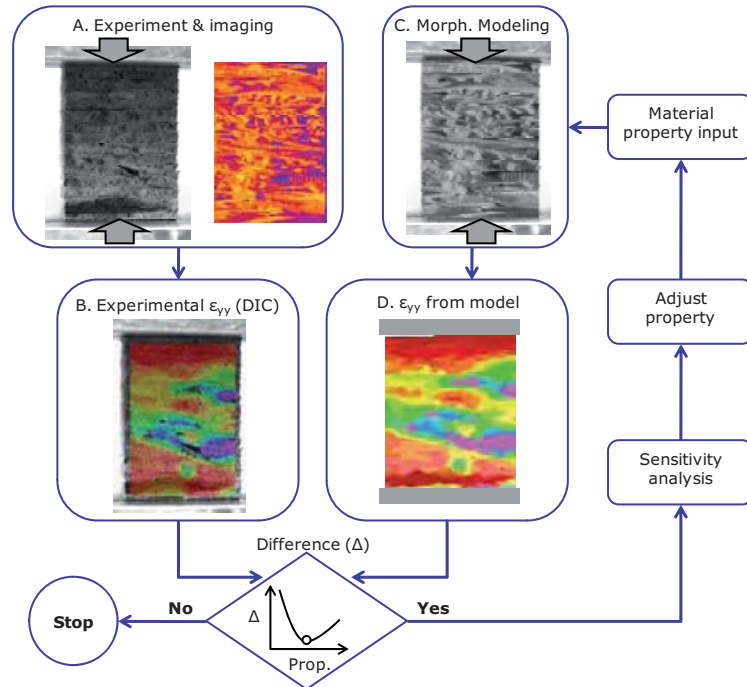 A. Experiment & imaging
C. Morph. Modeling
Material
property input
B. Experimental εyy (DIC)
D. εyy from model
Adjust
property
Sensitivity
analysis
Difference (Δ)
Stop
No
Δ
Prop.
Yes